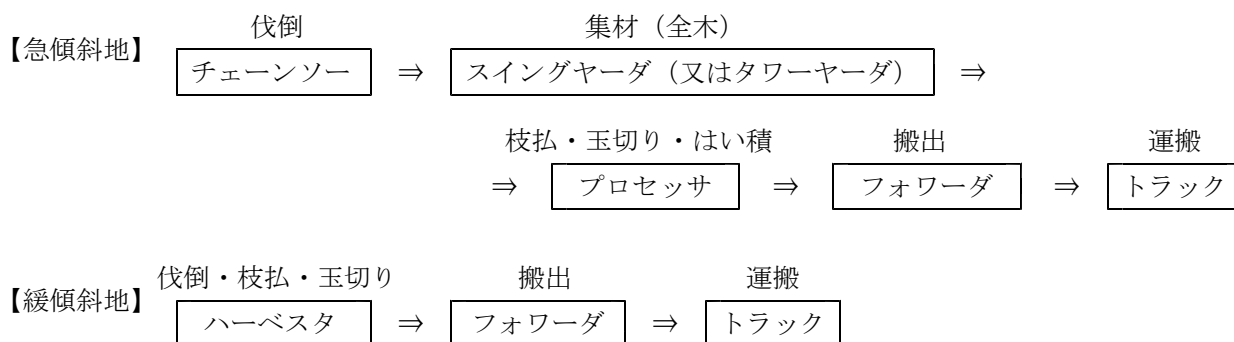 伐倒 集材（全木）
【急傾斜地】 チェーンソー ⇒ スイングヤーダ（又はタワーヤーダ） ⇒
枝払・玉切り・はい積 搬出 運搬
⇒ プロセッサ ⇒ フォワーダ ⇒ トラック
伐倒・枝払・玉切り 搬出 運搬
【緩傾斜地】 ハーベスタ ⇒ フォワーダ ⇒ トラック